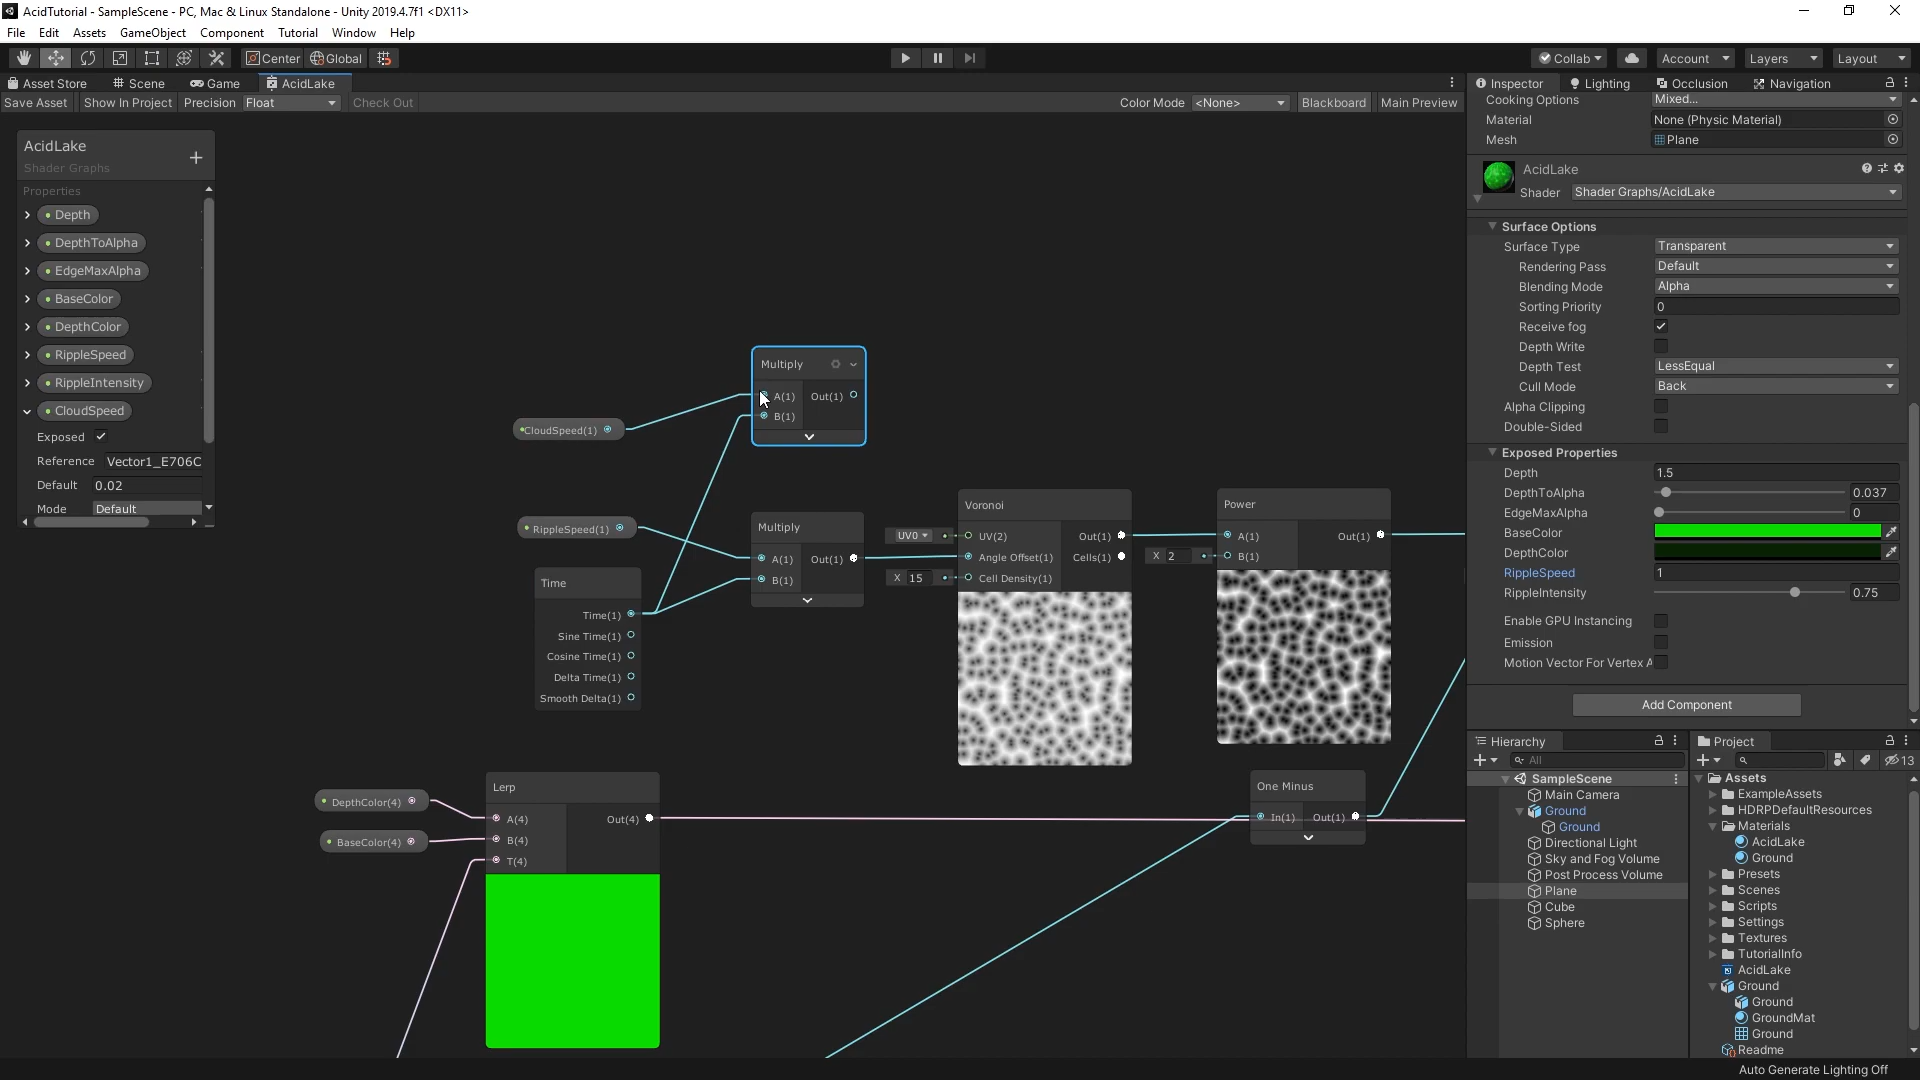 AcidTutorial - SampleScene - PC, Mac & Linux Standalone - Unity 2019.4.7f1 <DX11>
File Edit Assets GameObject Component Tutorial Window Help
Center Global
Collab Account Layers Layout
Asset Store Scene Game AcidLake
Save Asset Show In Project Precision Float Check Out
Color Mode <None> Blackboard Main Preview
AcidLake
Shader Graphs
Properties
Depth
DepthToAlpha
EdgeMaxAlpha
BaseColor
DepthColor
RippleSpeed
RippleIntensity
CloudSpeed
Exposed
Reference Vector1_E706C
Default 0.02
Mode Default
CloudSpeed(1)
Multiply
A(1) Out(1)
B(1)
RippleSpeed(1)
Time
Time(1)
Sine Time(1)
Cosine Time(1)
Delta Time(1)
Smooth Delta(1)
Multiply
A(1) Out(1)
B(1)
UV0
X 15
Voronoi
UV(2) Out(1)
Angle Offset(1) Cells(1)
Cell Density(1)
X 2
Power
A(1) Out(1)
B(1)
DepthColor(4)
BaseColor(4)
Lerp
A(4) Out(4)
B(4)
T(4)
One Minus
In(1) Out(1)
Inspector Lighting Occlusion Navigation
Cooking Options Mixed...
Material None (Physic Material)
Mesh Plane
AcidLake
Shader Shader Graphs/AcidLake
Surface Options
Surface Type Transparent
Rendering Pass Default
Blending Mode Alpha
Sorting Priority 0
Receive fog
Depth Write
Depth Test LessEqual
Cull Mode Back
Alpha Clipping
Double-Sided
Exposed Properties
Depth 1.5
DepthToAlpha 0.037
EdgeMaxAlpha 0
BaseColor
DepthColor
RippleSpeed 1
RippleIntensity 0.75
Enable GPU Instancing
Emission
Motion Vector For Vertex A
Add Component
Hierarchy
All
SampleScene
Main Camera
Ground
Ground
Directional Light
Sky and Fog Volume
Post Process Volume
Plane
Cube
Sphere
Project
13
Assets
ExampleAssets
HDRPDefaultResources
Materials
AcidLake
Ground
Presets
Scenes
Scripts
Settings
Textures
TutorialInfo
AcidLake
Ground
Ground
GroundMat
Ground
Readme
Auto Generate Lighting Off